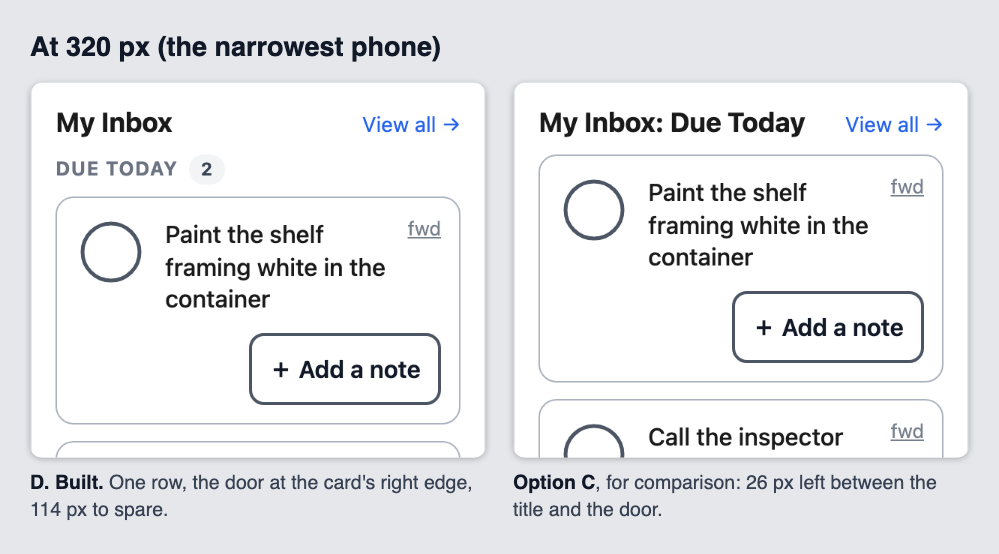 At 320 px (the narrowest phone)
My Inbox
View all →
DUE TODAY 2
Paint the shelf
framing white in the
container
fwd
+ Add a note
D. Built. One row, the door at the card's right edge,
114 px to spare.
My Inbox: Due Today
View all →
Paint the shelf
framing white in the
container
fwd
+ Add a note
Call the inspector
fwd
Option C, for comparison: 26 px left between the
title and the door.